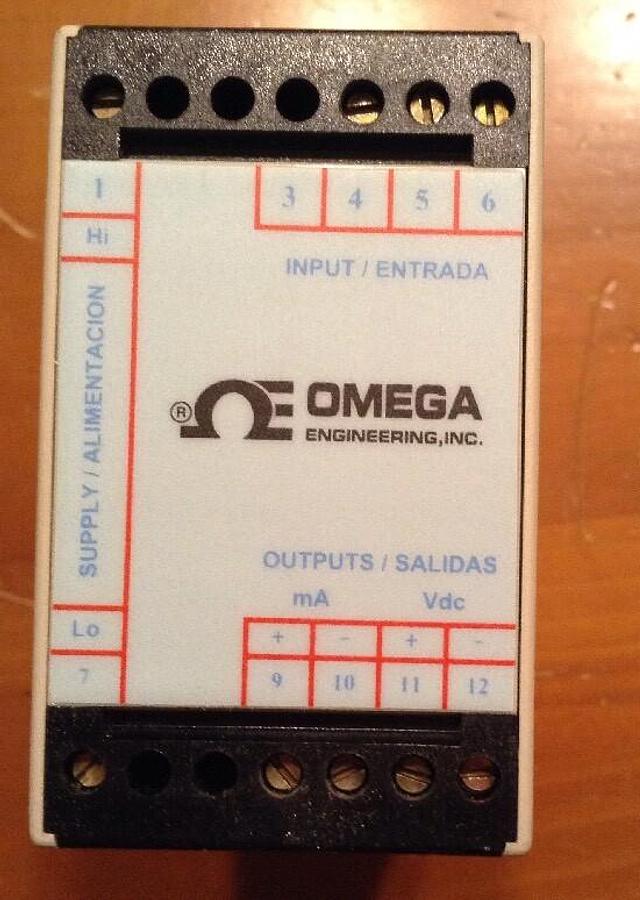 1
3 4 5 6
Hi
INPUT / ENTRADA
SUPPLY / ALIMENTACION
® OMEGA
ENGINEERING,INC.
OUTPUTS / SALIDAS
mA Vdc
Lo
+ - + -
7
9 10 11 12